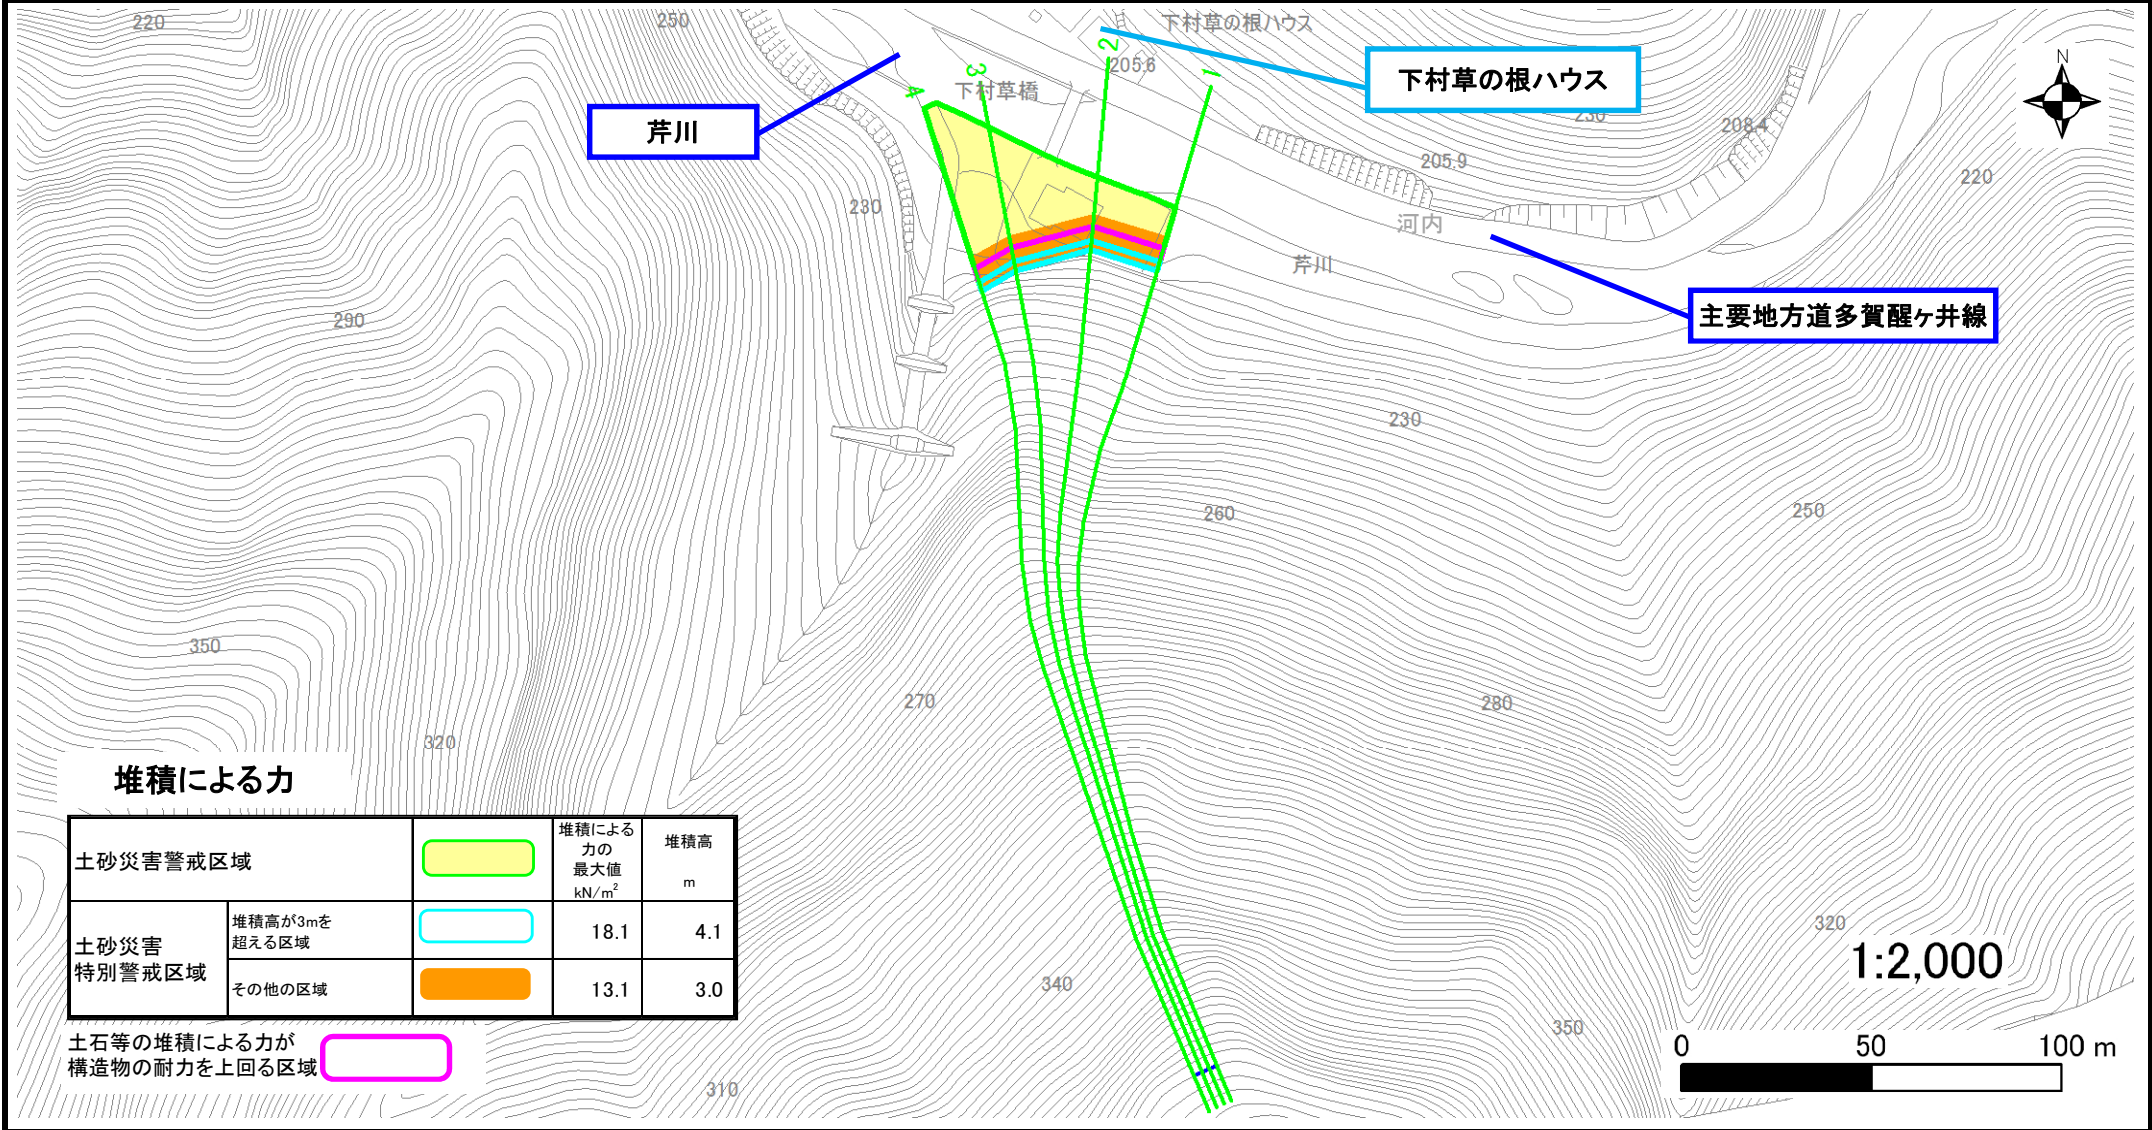 220
250
下村草の根ハウス
N
2
205.6
3
1
下村草の根ハウス
4
下村草橋
芹川
230
208.4
205.9
220
230
河内
芹川
主要地方道多賀醒ヶ井線
290
230
260
250
350
270
280
320
堆積による力
土砂災害警戒区域
堆積による
力の
最大値
kN/m²
堆積高
m
土砂災害
特別警戒区域
堆積高が3mを
超える区域
18.1
4.1
その他の区域
13.1
3.0
土石等の堆積による力が
構造物の耐力を上回る区域
320
1:2,000
340
350
310
0 50 100 m